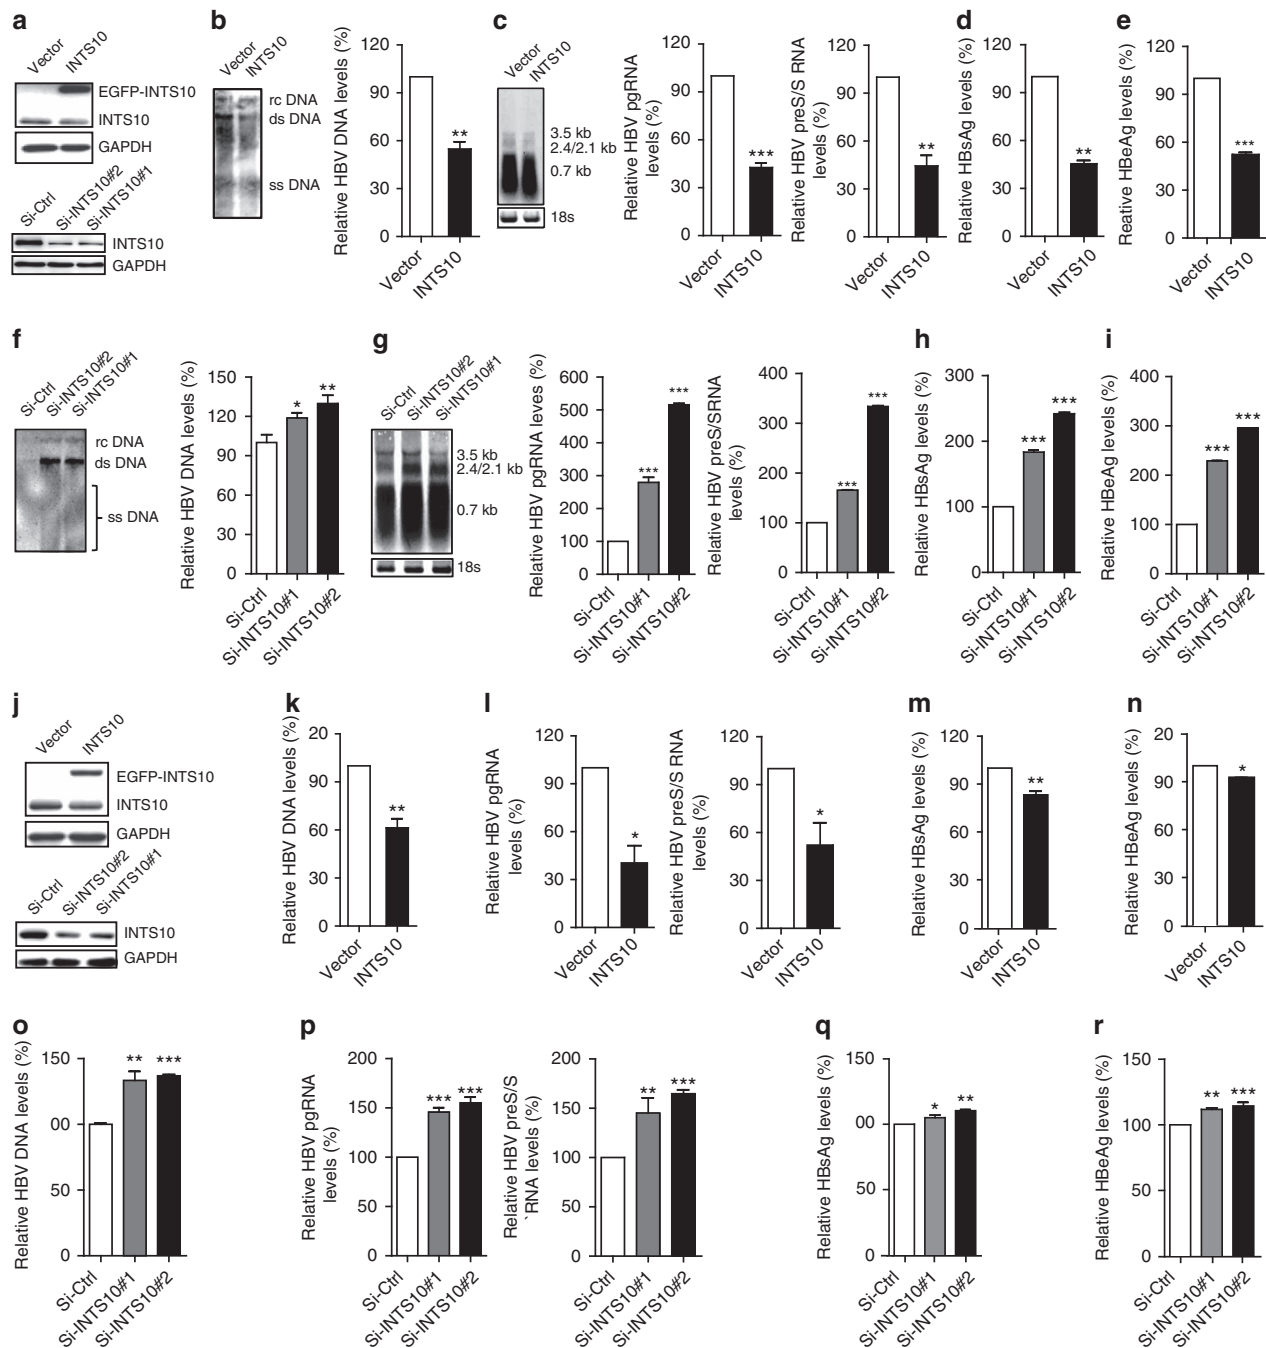 a
Vector
INTS10
EGFP-INTS10
INTS10
GAPDH
Si-Ctrl
Si-INTS10#2
Si-INTS10#1
INTS10
GAPDH
b
Vector
INTS10
rc DNA
ds DNA
ss DNA
Relative HBV DNA levels (%)
120
90
60
30
0
**
Vector
INTS10
c
Vector
INTS10
3.5 kb
2.4/2.1 kb
0.7 kb
18s
Relative HBV pgRNA
levels (%)
120
90
60
30
0
***
Vector
INTS10
Relative HBV preS/S RNA
levels (%)
120
90
60
30
0
**
Vector
INTS10
d
Relative HBsAg levels (%)
120
90
60
30
0
**
Vector
INTS10
e
Relative HBeAg levels (%)
120
90
60
30
0
***
Vector
INTS10
f
Si-Ctrl
Si-INTS10#2
Si-INTS10#1
rc DNA
ds DNA
ss DNA
Relative HBV DNA levels (%)
150
120
90
60
30
0
*
**
Si-Ctrl
Si-INTS10#1
Si-INTS10#2
g
Si-Ctrl
Si-INTS10#2
Si-INTS10#1
3.5 kb
2.4/2.1 kb
0.7 kb
18s
Relative HBV pgRNA leves (%)
600
500
400
300
200
100
0
***
***
Si-Ctrl
Si-INTS10#1
Si-INTS10#2
Relative HBV preS/SRNA
levels (%)
400
300
200
100
0
***
***
Si-Ctrl
Si-INTS10#1
Si-INTS10#2
h
Relative HBsAg levels (%)
300
200
100
0
***
***
Si-Ctrl
Si-INTS10#1
Si-INTS10#2
i
Relative HBeAg levels (%)
400
300
200
100
0
***
***
Si-Ctrl
Si-INTS10#1
Si-INTS10#2
j
Vector
INTS10
EGFP-INTS10
INTS10
GAPDH
Si-Ctrl
Si-INTS10#2
Si-INTS10#1
INTS10
GAPDH
k
Relative HBV DNA levels (%)
20
90
60
30
0
**
Vector
INTS10
l
Relative HBV pgRNA
levels (%)
120
90
60
30
0
*
Vector
INTS10
Relative HBV preS/S RNA
levels (%)
120
90
60
30
0
*
Vector
INTS10
m
Relative HBsAg levels (%)
120
90
60
30
0
**
Vector
INTS10
n
Relative HBeAg levels (%)
20
90
60
30
0
*
Vector
INTS10
o
Relative HBV DNA levels (%)
150
00
50
0
**
***
Si-Ctrl
Si-INTS10#1
Si-INTS10#2
p
Relative HBV pgRNA
levels (%)
200
150
100
50
0
***
***
Si-Ctrl
Si-INTS10#1
Si-INTS10#2
Relative HBV preS/S
`RNA levels (%)
200
150
100
50
0
**
***
Si-Ctrl
Si-INTS10#1
Si-INTS10#2
q
Relative HBsAg levels (%)
150
00
50
0
*
**
Si-Ctrl
Si-INTS10#1
Si-INTS10#2
r
Relative HBeAg levels (%)
150
100
50
0
**
***
Si-Ctrl
Si-INTS10#1
Si-INTS10#2